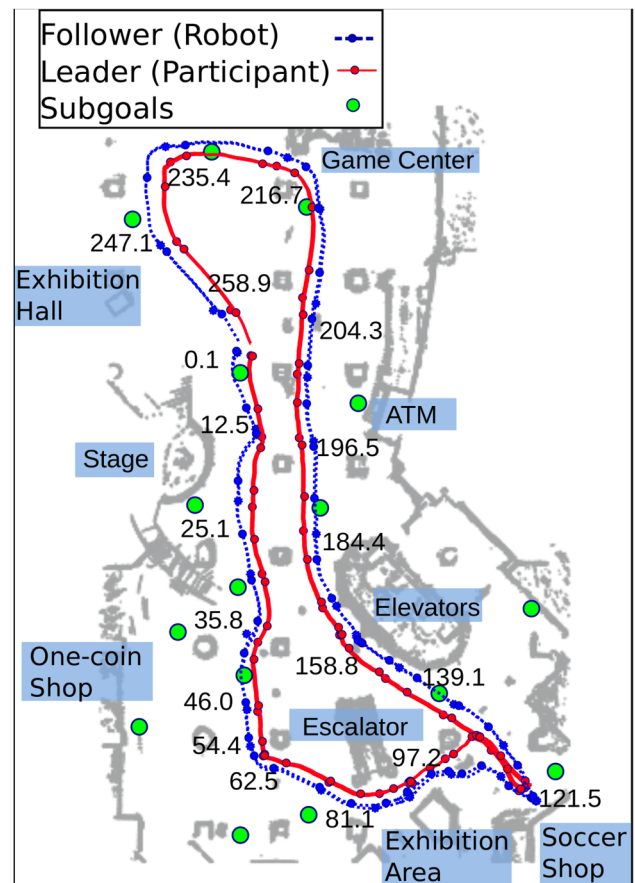 Follower (Robot)
Leader (Participant)
Subgoals
Game Center
235.4
216.7
247.1
Exhibition
Hall
258.9
204.3
0.1
ATM
12.5
196.5
Stage
25.1
184.4
Elevators
35.8
One-coin
Shop
158.8
139.1
46.0
Escalator
54.4
97.2
62.5
121.5
81.1
Exhibition
Area
Soccer
Shop